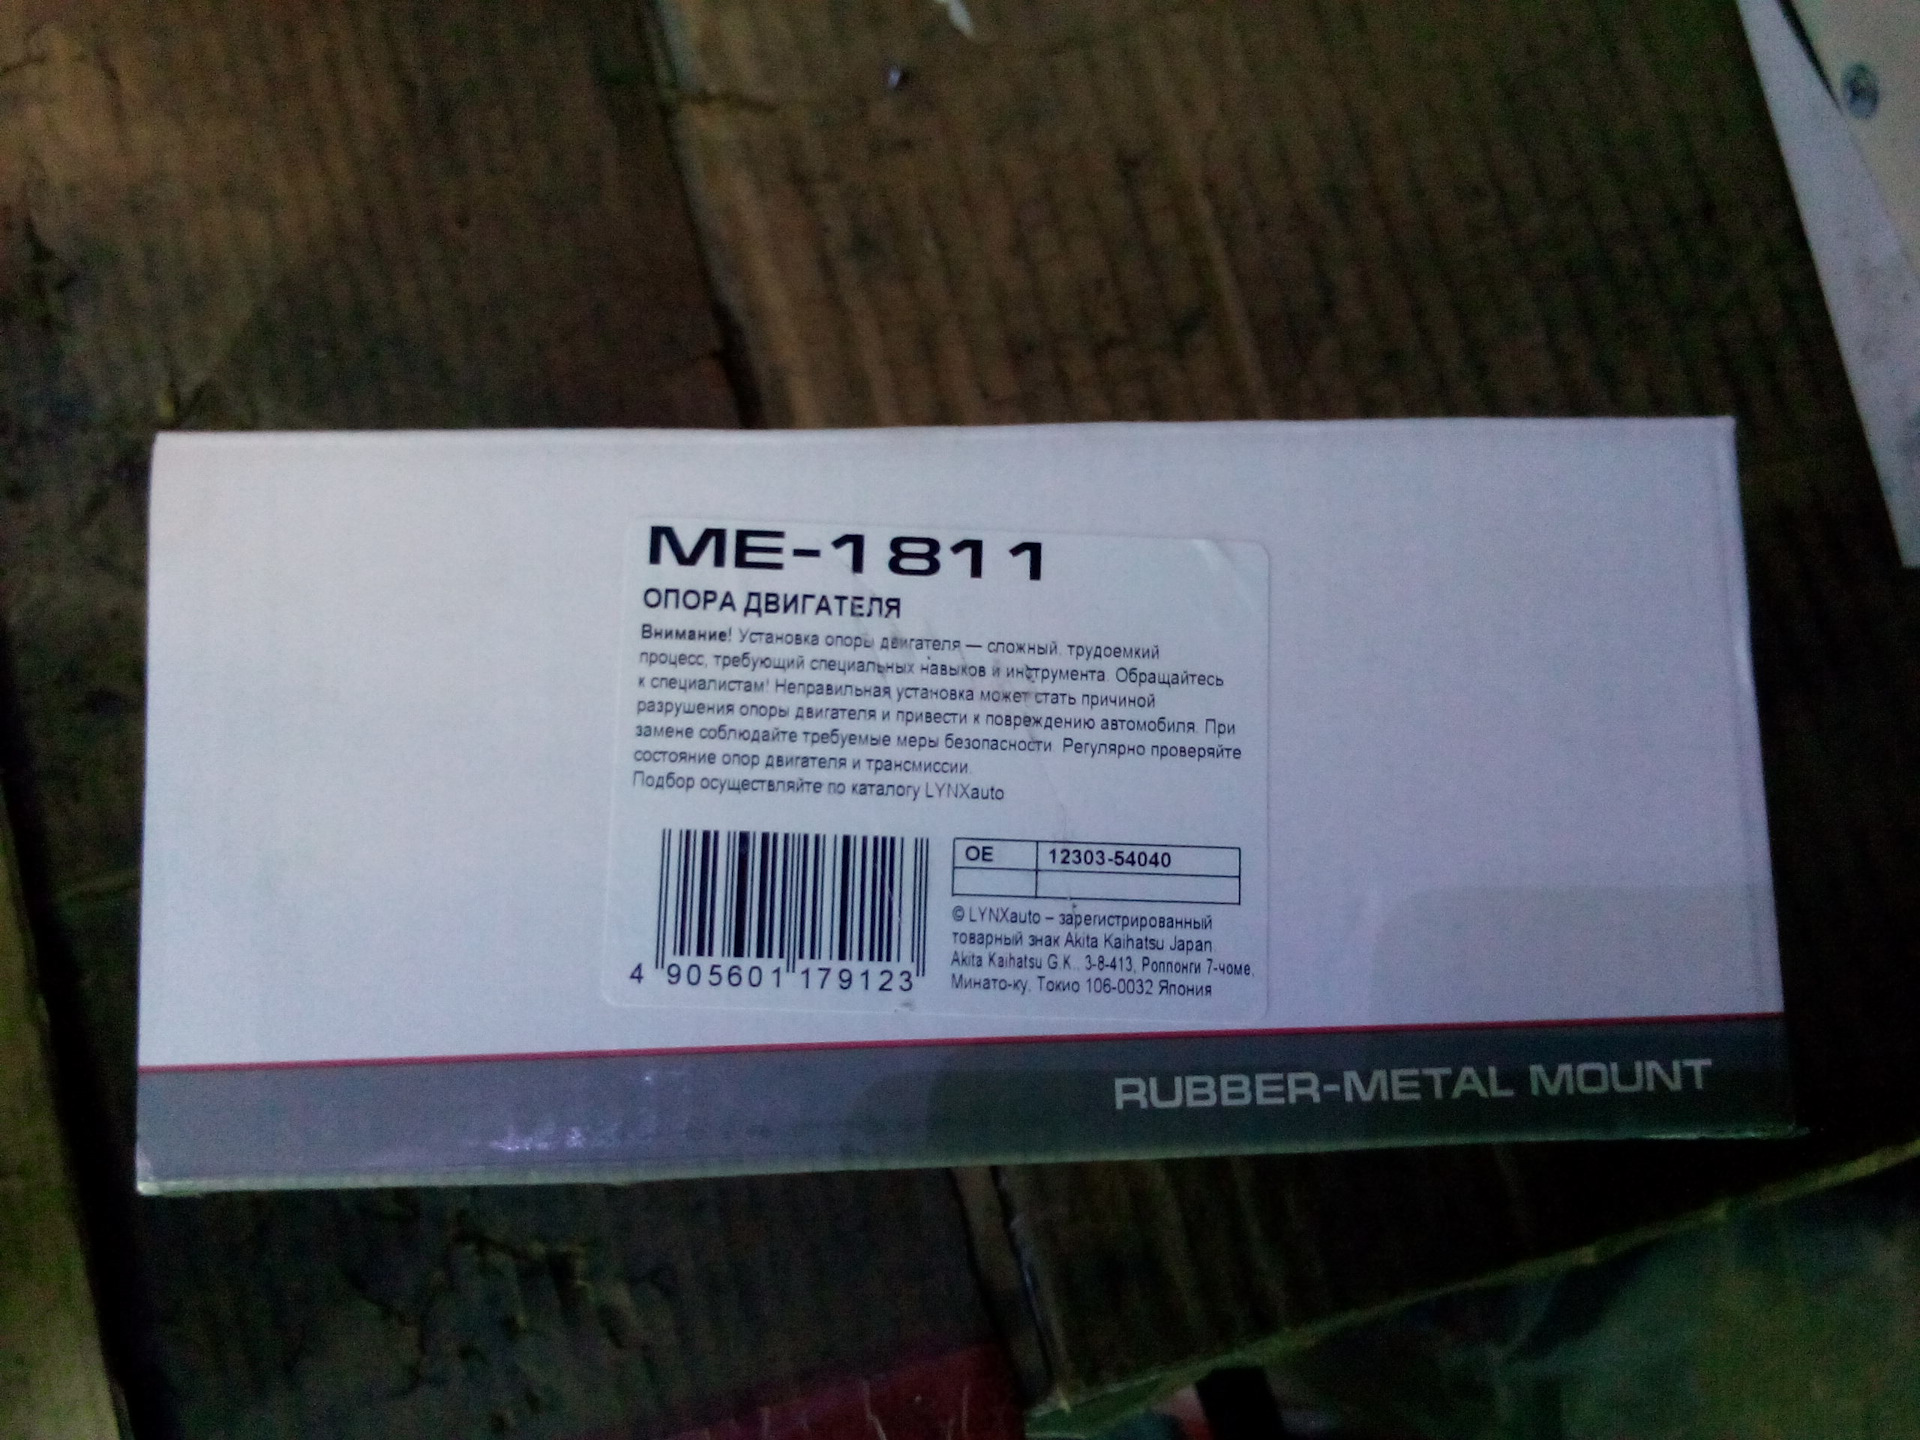 ME-1811
ОПОРА ДВИГАТЕЛЯ
Внимание! Установка опоры двигателя — сложный, трудоемкий
процесс, требующий специальных навыков и инструмента. Обращайтесь
к специалистам! Неправильная установка может стать причиной
разрушения опоры двигателя и привести к повреждению автомобиля. При
замене соблюдайте требуемые меры безопасности. Регулярно проверяйте
состояние опор двигателя и трансмиссии.
Подбор осуществляйте по каталогу LYNXauto
4 905601 179123
OE 12303-54040
© LYNXauto – зарегистрированный
товарный знак Akita Kaihatsu Japan.
Akita Kaihatsu G.K., 3-8-413, Роппонги 7-чоме,
Минато-ку, Токио 106-0032 Япония
RUBBER-METAL MOUNT